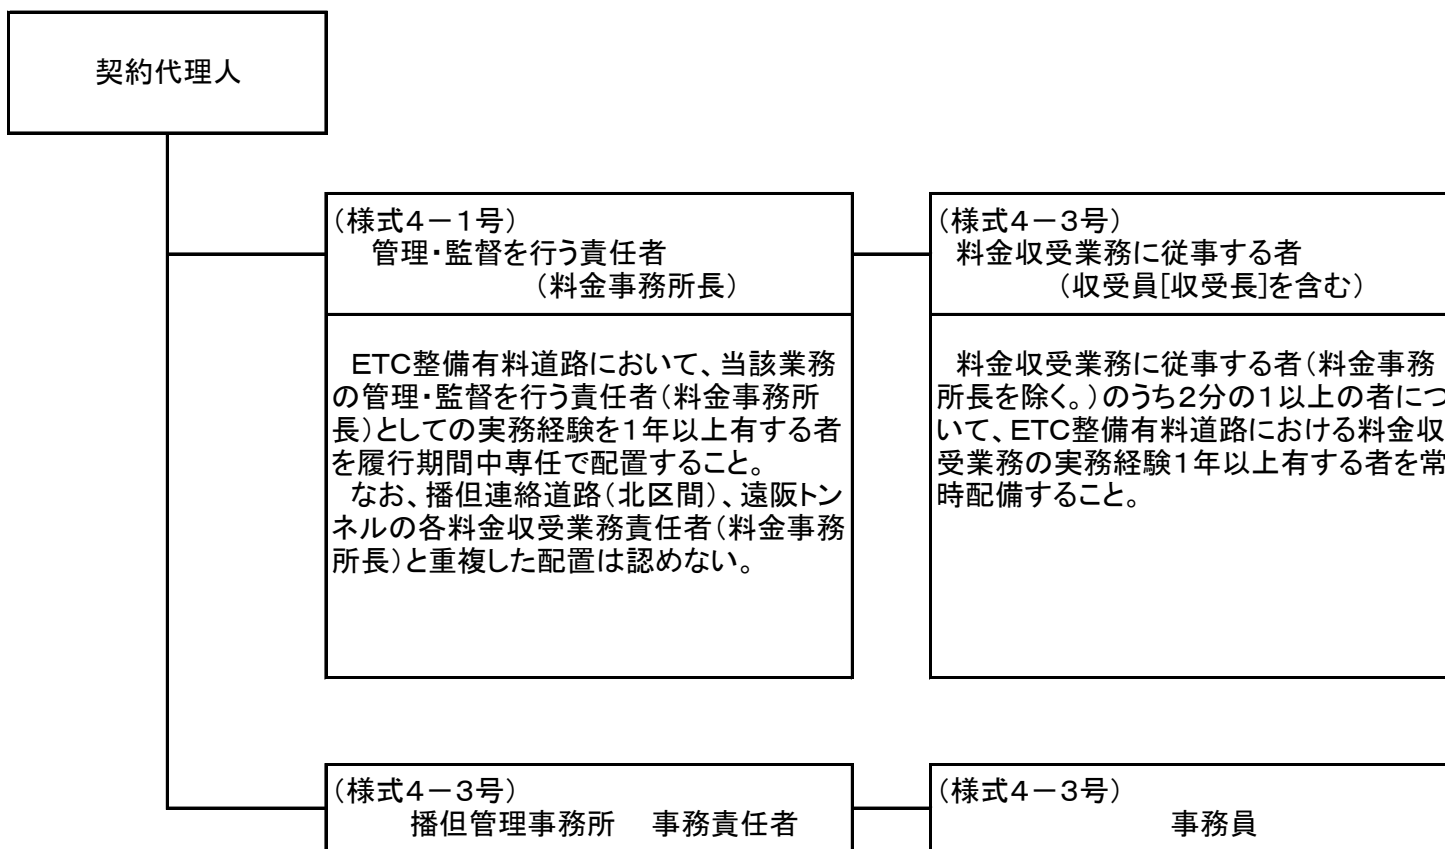 契約代理人
(様式4－1号)
管理・監督を行う責任者
(料金事務所長)
ETC整備有料道路において、当該業務
の管理・監督を行う責任者(料金事務所
長)としての実務経験を1年以上有する者
を履行期間中専任で配置すること。
なお、播但連絡道路(北区間)、遠阪トン
ネルの各料金収受業務責任者(料金事務
所長)と重複した配置は認めない。
(様式4－3号)
料金収受業務に従事する者
(収受員[収受長]を含む)
料金収受業務に従事する者(料金事務
所長を除く。)のうち2分の1以上の者につ
いて、ETC整備有料道路における料金収
受業務の実務経験1年以上有する者を常
時配備すること。
(様式4－3号)
播但管理事務所　事務責任者
(様式4－3号)
事務員